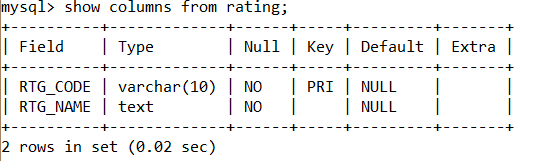 mysql> show columns from rating;
+----------+-------------+------+-----+---------+-------+
| Field    | Type        | Null | Key | Default | Extra |
+----------+-------------+------+-----+---------+-------+
| RTG_CODE | varchar(10) | NO   | PRI | NULL    |       |
| RTG_NAME | text        | NO   |     | NULL    |       |
+----------+-------------+------+-----+---------+-------+
2 rows in set (0.02 sec)